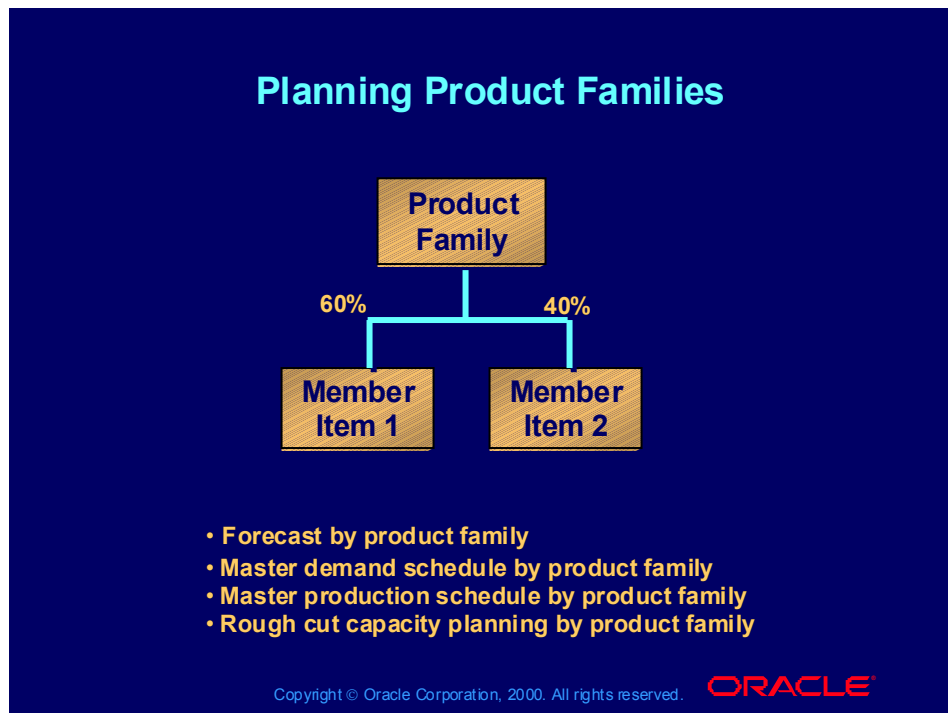 Planning Product Families
Product
Family
60%
40%
Member
Item 1
Member
Item 2
• Forecast by product family
• Master demand schedule by product family
• Master production schedule by product family
• Rough cut capacity planning by product family
Copyright © Oracle Corporation, 2000. All rights reserved.
ORACLE®